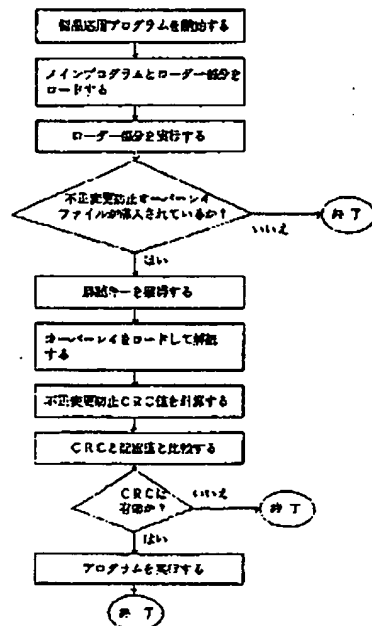 製品応用プログラムを開始する
メインプログラムとローダー部分を
ロードする
ローダー部分を実行する
不正変更防止オーバーレイ
ファイルが導入されているか?
いいえ
終了
はい
解読キーを獲得する
オーバーレイをロードして解読
する
不正変更防止CRC値を計算する
CRCを記憶値と比較する
CRCは
有効か?
いいえ
終了
はい
プログラムを実行する
終了